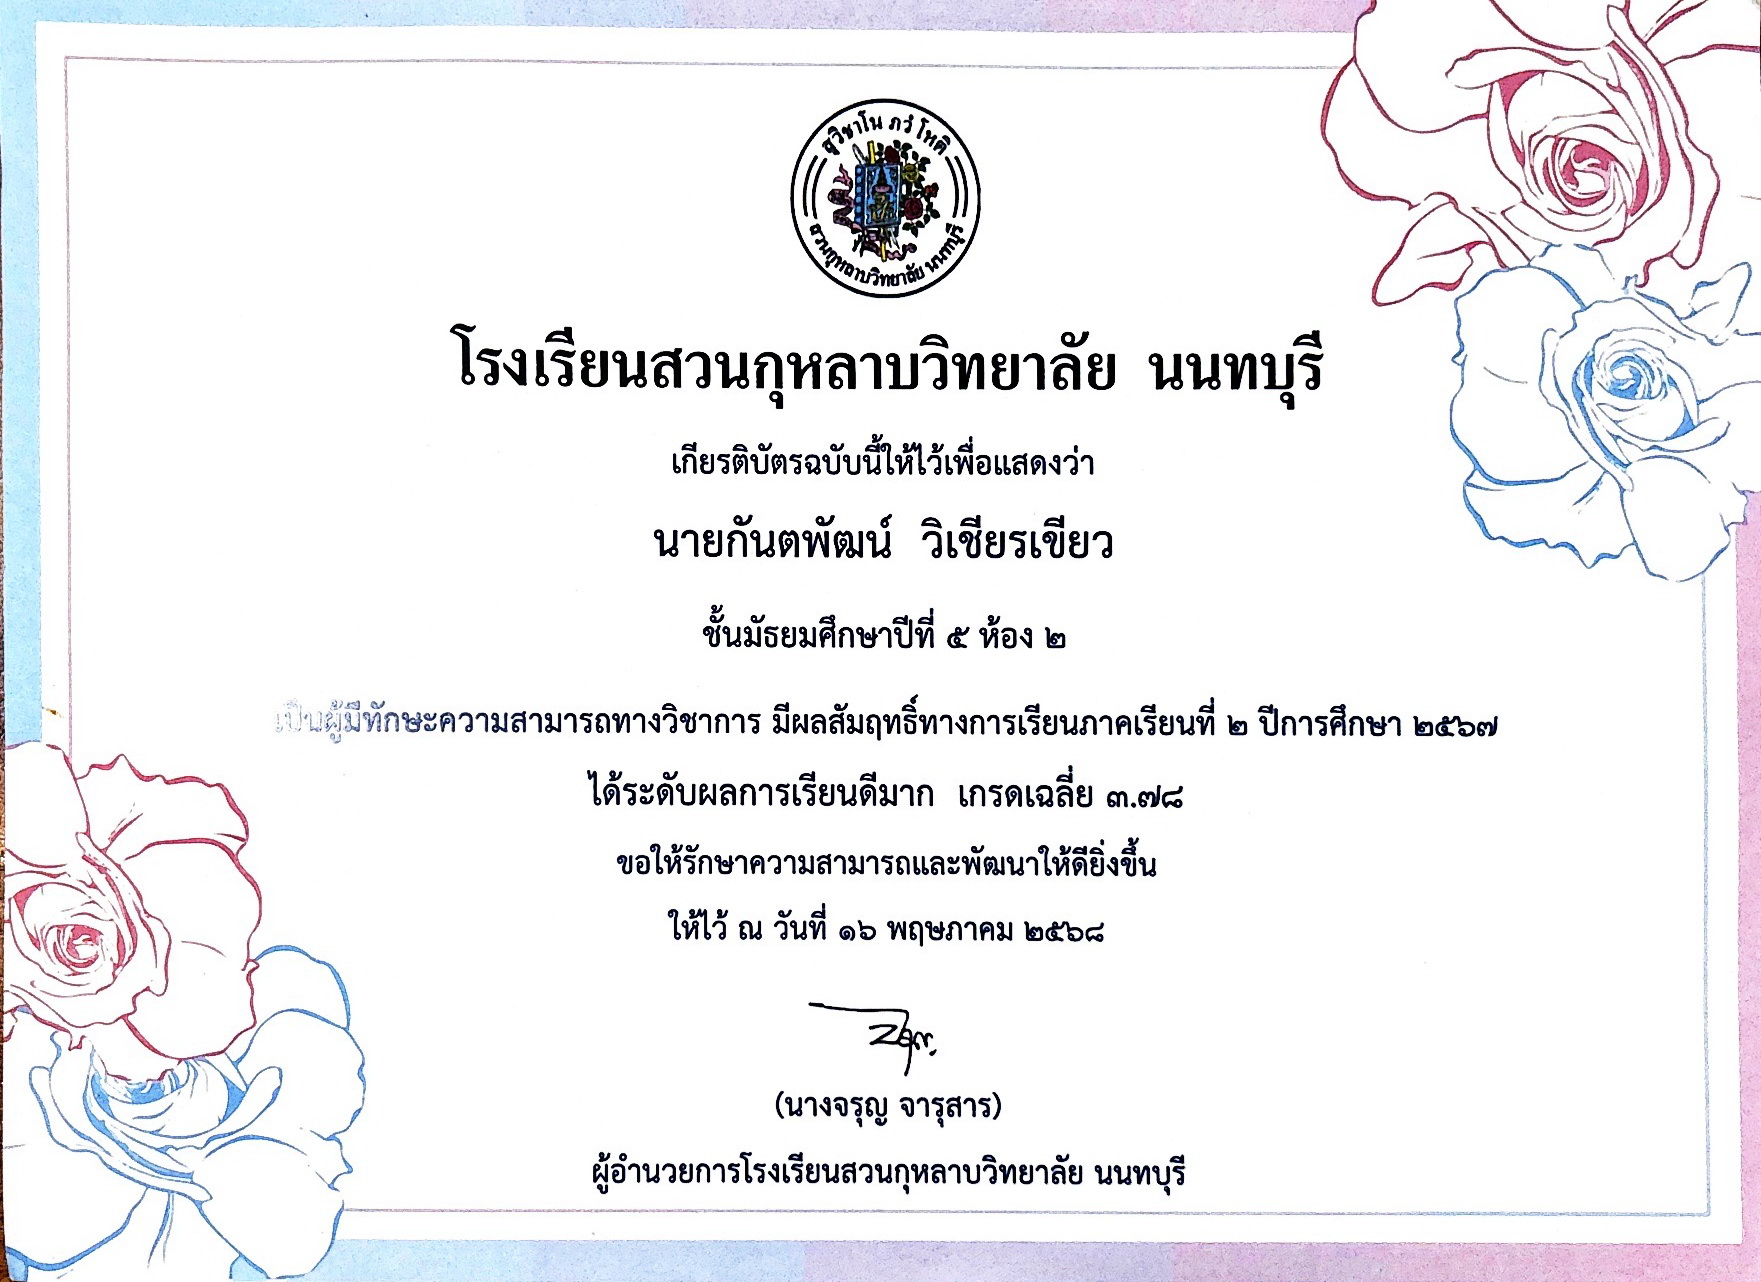 สุวิชาโน ภวํ โหติ
สวนกุหลาบวิทยาลัย นนทบุรี
โรงเรียนสวนกุหลาบวิทยาลัย นนทบุรี
เกียรติบัตรฉบับนี้ให้ไว้เพื่อแสดงว่า
นายกันตพัฒน์ วิเชียรเขียว
ชั้นมัธยมศึกษาปีที่ ๕ ห้อง ๒
เป็นผู้มีทักษะความสามารถทางวิชาการ มีผลสัมฤทธิ์ทางการเรียนภาคเรียนที่ ๒ ปีการศึกษา ๒๕๖๗
ได้ระดับผลการเรียนดีมาก เกรดเฉลี่ย ๓.๗๘
ขอให้รักษาความสามารถและพัฒนาให้ดียิ่งขึ้น
ให้ไว้ ณ วันที่ ๑๖ พฤษภาคม ๒๕๖๘
(นางจรุญ จารุสาร)
ผู้อำนวยการโรงเรียนสวนกุหลาบวิทยาลัย นนทบุรี